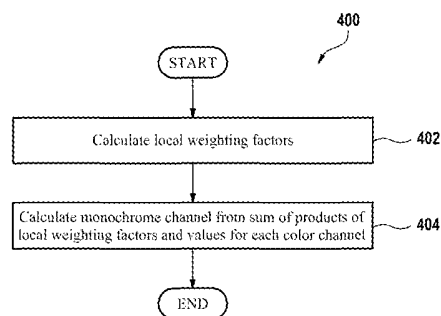 400
START
Calculate local weighting factors
402
Calculate monochrome channel from sum of products of
local weighting factors and values for each color channel
404
END